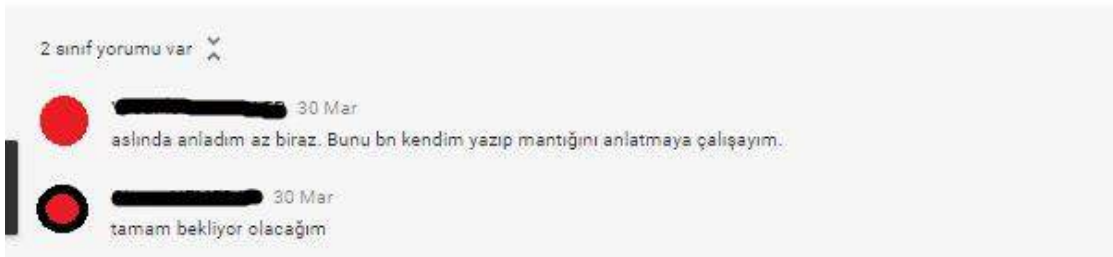 2 sınıf yorumu var
30 Mar
aslında anladım az biraz. Bunu bn kendim yazıp mantığını anlatmaya çalışayım.
30 Mar
tamam bekliyor olacağım